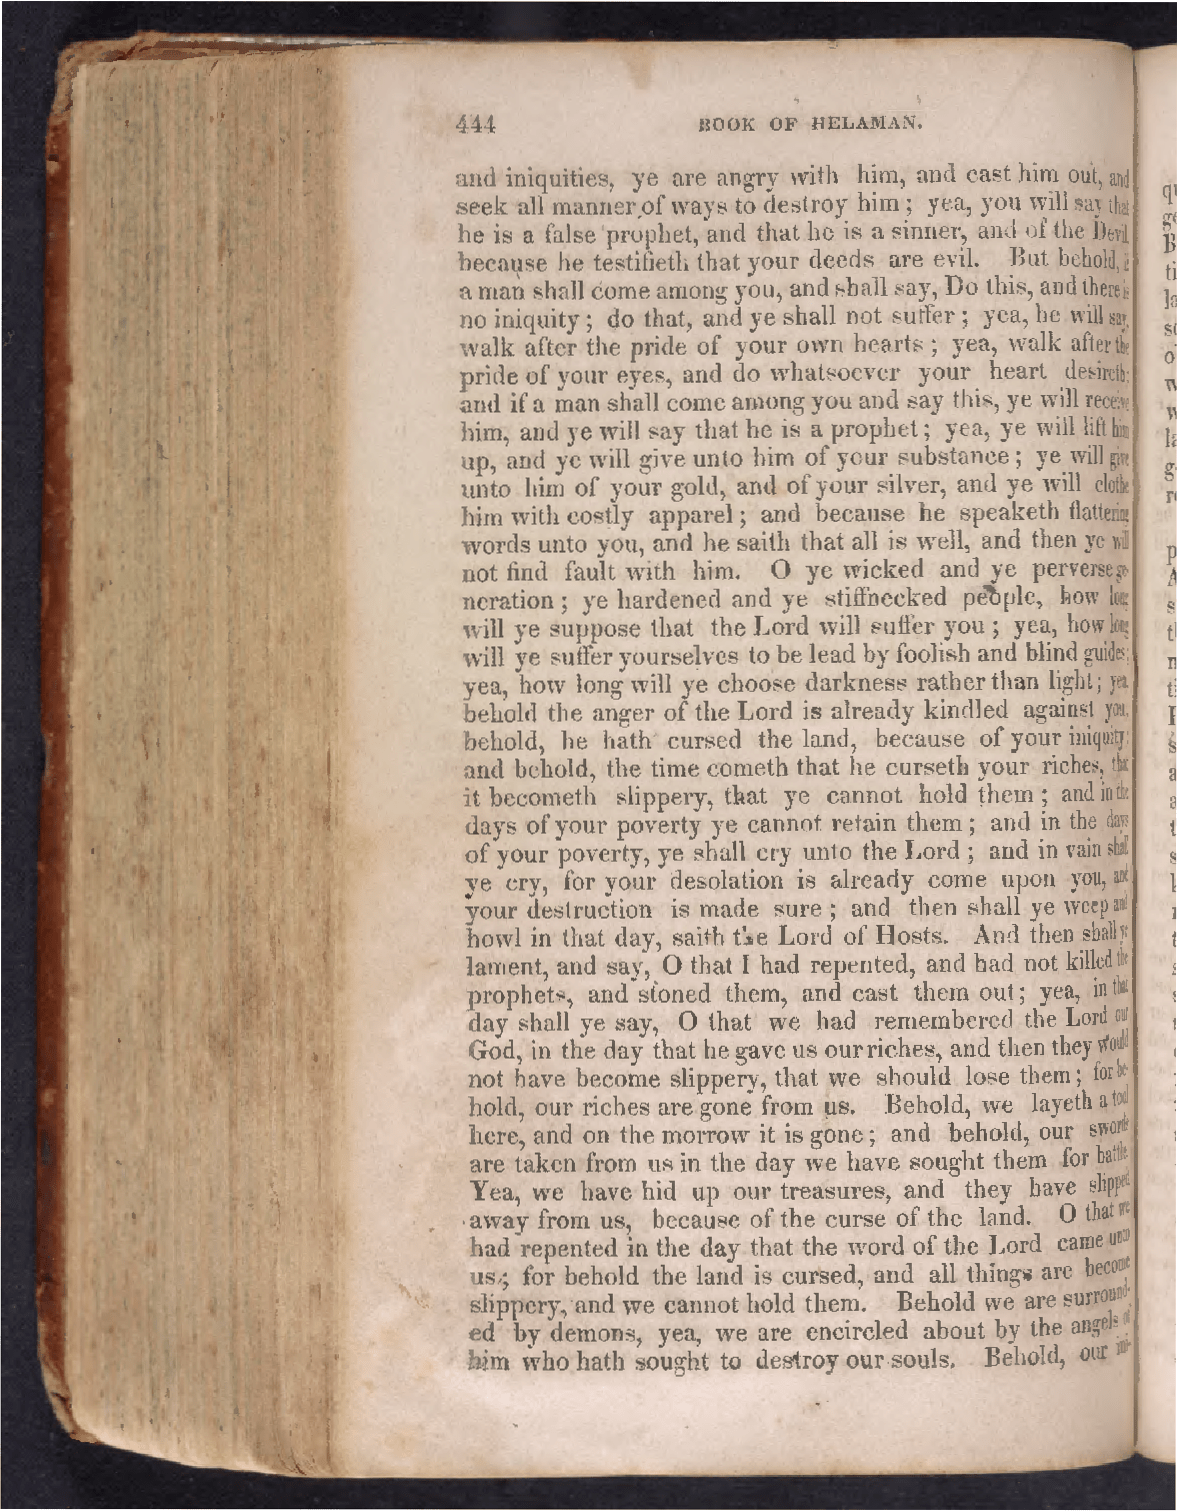 444 BOOK OF HELAMAN.
and iniquities, ye are angry with him, and cast him out, and
seek all manner of ways to destroy him; yea, you will say that
he is a false prophet, and that he is a sinner, and of the Devil
because he testifieth that your deeds are evil. But behold, if
a man shall come among you, and shall say, Do this, and there is
no iniquity; do that, and ye shall not suffer; yea, he will say,
walk after the pride of your own hearts; yea, walk after the
pride of your eyes, and do whatsoever your heart desireth;
and if a man shall come among you and say this, ye will receive
him, and ye will say that he is a prophet; yea, ye will lift him
up, and ye will give unto him of your substance; ye will give
unto him of your gold, and of your silver, and ye will clothe
him with costly apparel; and because he speaketh flattering
words unto you, and he saith that all is well, and then ye will
not find fault with him. O ye wicked and ye perverse ge-
neration; ye hardened and ye stiffnecked people, how long
will ye suppose that the Lord will suffer you; yea, how long
will ye suffer yourselves to be lead by foolish and blind guides;
yea, how long will ye choose darkness rather than light; yea,
behold the anger of the Lord is already kindled against you,
behold, he hath cursed the land, because of your iniquity;
and behold, the time cometh that he curseth your riches, that
it becometh slippery, that ye cannot hold them; and in the
days of your poverty ye cannot retain them; and in the days
of your poverty, ye shall cry unto the Lord; and in vain shall
ye cry, for your desolation is already come upon you, and
your destruction is made sure; and then shall ye weep and
howl in that day, saith the Lord of Hosts. And then shall ye
lament, and say, O that I had repented, and had not killed the
prophets, and stoned them, and cast them out; yea, in that
day shall ye say, O that we had remembered the Lord our
God, in the day that he gave us our riches, and then they would
not have become slippery, that we should lose them; for be-
hold, our riches are gone from us. Behold, we layeth a tool
here, and on the morrow it is gone; and behold, our swords
are taken from us in the day we have sought them for battle.
Yea, we have hid up our treasures, and they have slipped
away from us, because of the curse of the land. O that we
had repented in the day that the word of the Lord came unto
us; for behold the land is cursed, and all things are become
slippery, and we cannot hold them. Behold we are surround-
ed by demons, yea, we are encircled about by the angels of
him who hath sought to destroy our souls. Behold, our ini-